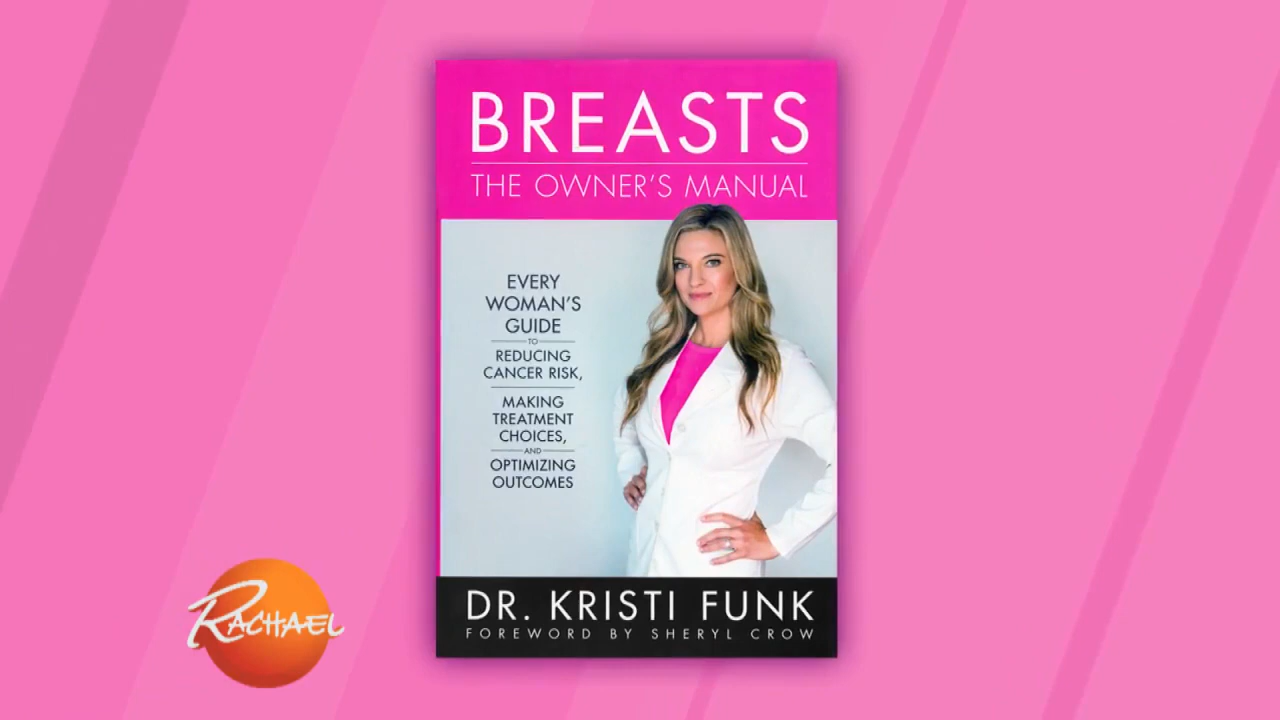 BREASTS
THE OWNER'S MANUAL
EVERY
WOMAN'S
GUIDE
TO
REDUCING
CANCER RISK,
MAKING
TREATMENT
CHOICES,
AND
OPTIMIZING
OUTCOMES
DR. KRISTI FUNK
FOREWORD BY SHERYL CROW
RACHAEL